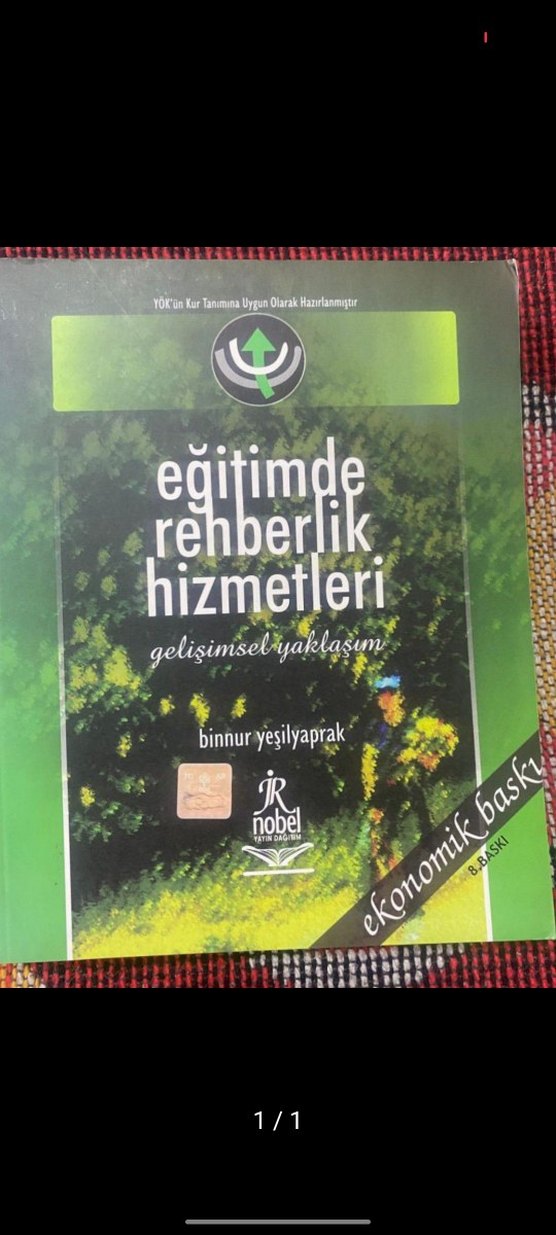 YÖK'ün Kur Tanımına Uygun Olarak Hazırlanmıştır
eğitimde
rehberlik
hizmetleri
gelişimsel yaklaşım
binnur yeşilyaprak
nobel
YAYIN DAĞITIM
ekonomik baskı
8. BASKI
1 / 1